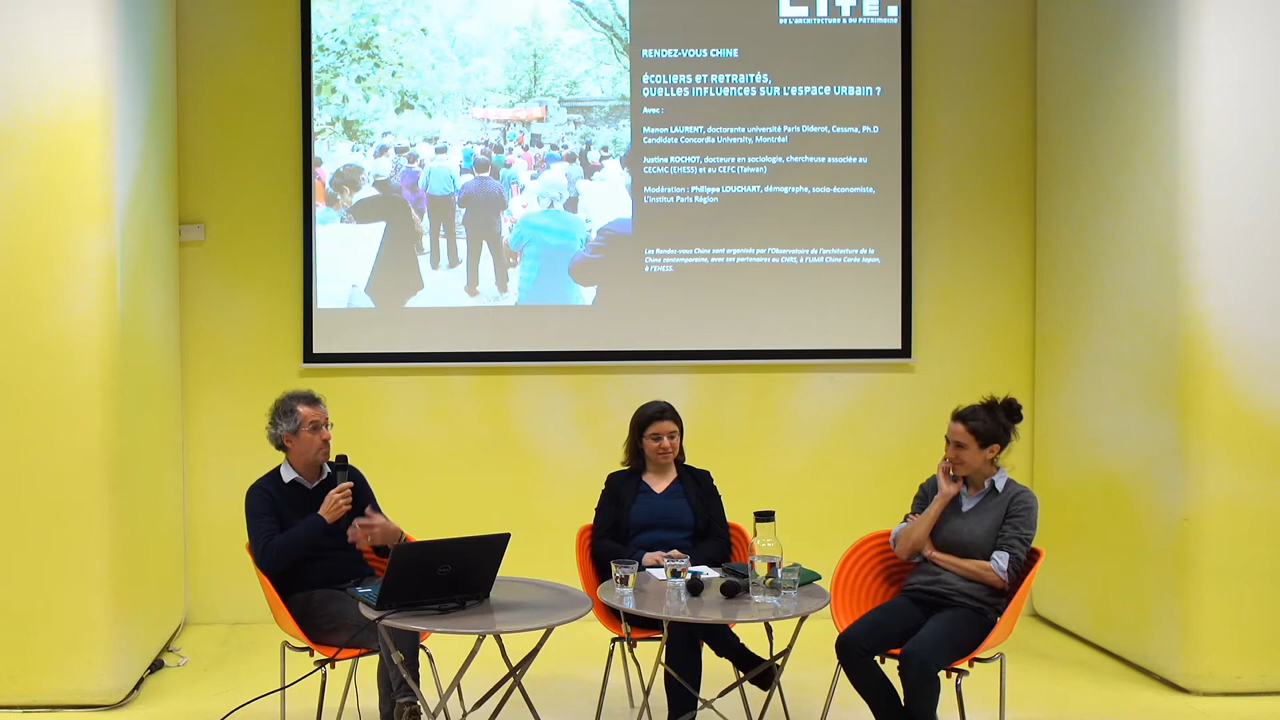 CITÉ.
DE L'ARCHITECTURE & DU PATRIMOINE
RENDEZ-VOUS CHINE
ÉCOLIERS ET RETRAITÉS,
QUELLES INFLUENCES SUR L'ESPACE URBAIN ?
Avec :
Manon LAURENT, doctorante université Paris Diderot, Cessma, Ph.D
Candidate Concordia University, Montréal
Justine ROCHOT, docteure en sociologie, chercheuse associée au
CECMC (EHESS) et au CEFC (Taiwan)
Modération : Philippe LOUCHART, démographe, socio-économiste,
L'Institut Paris Région
Les Rendez-vous Chine sont organisés par l'Observatoire de l'architecture de la
Chine contemporaine, avec ses partenaires au CNRS, à l'UMR Chine Corée Japon,
à l'EHESS.
DELL